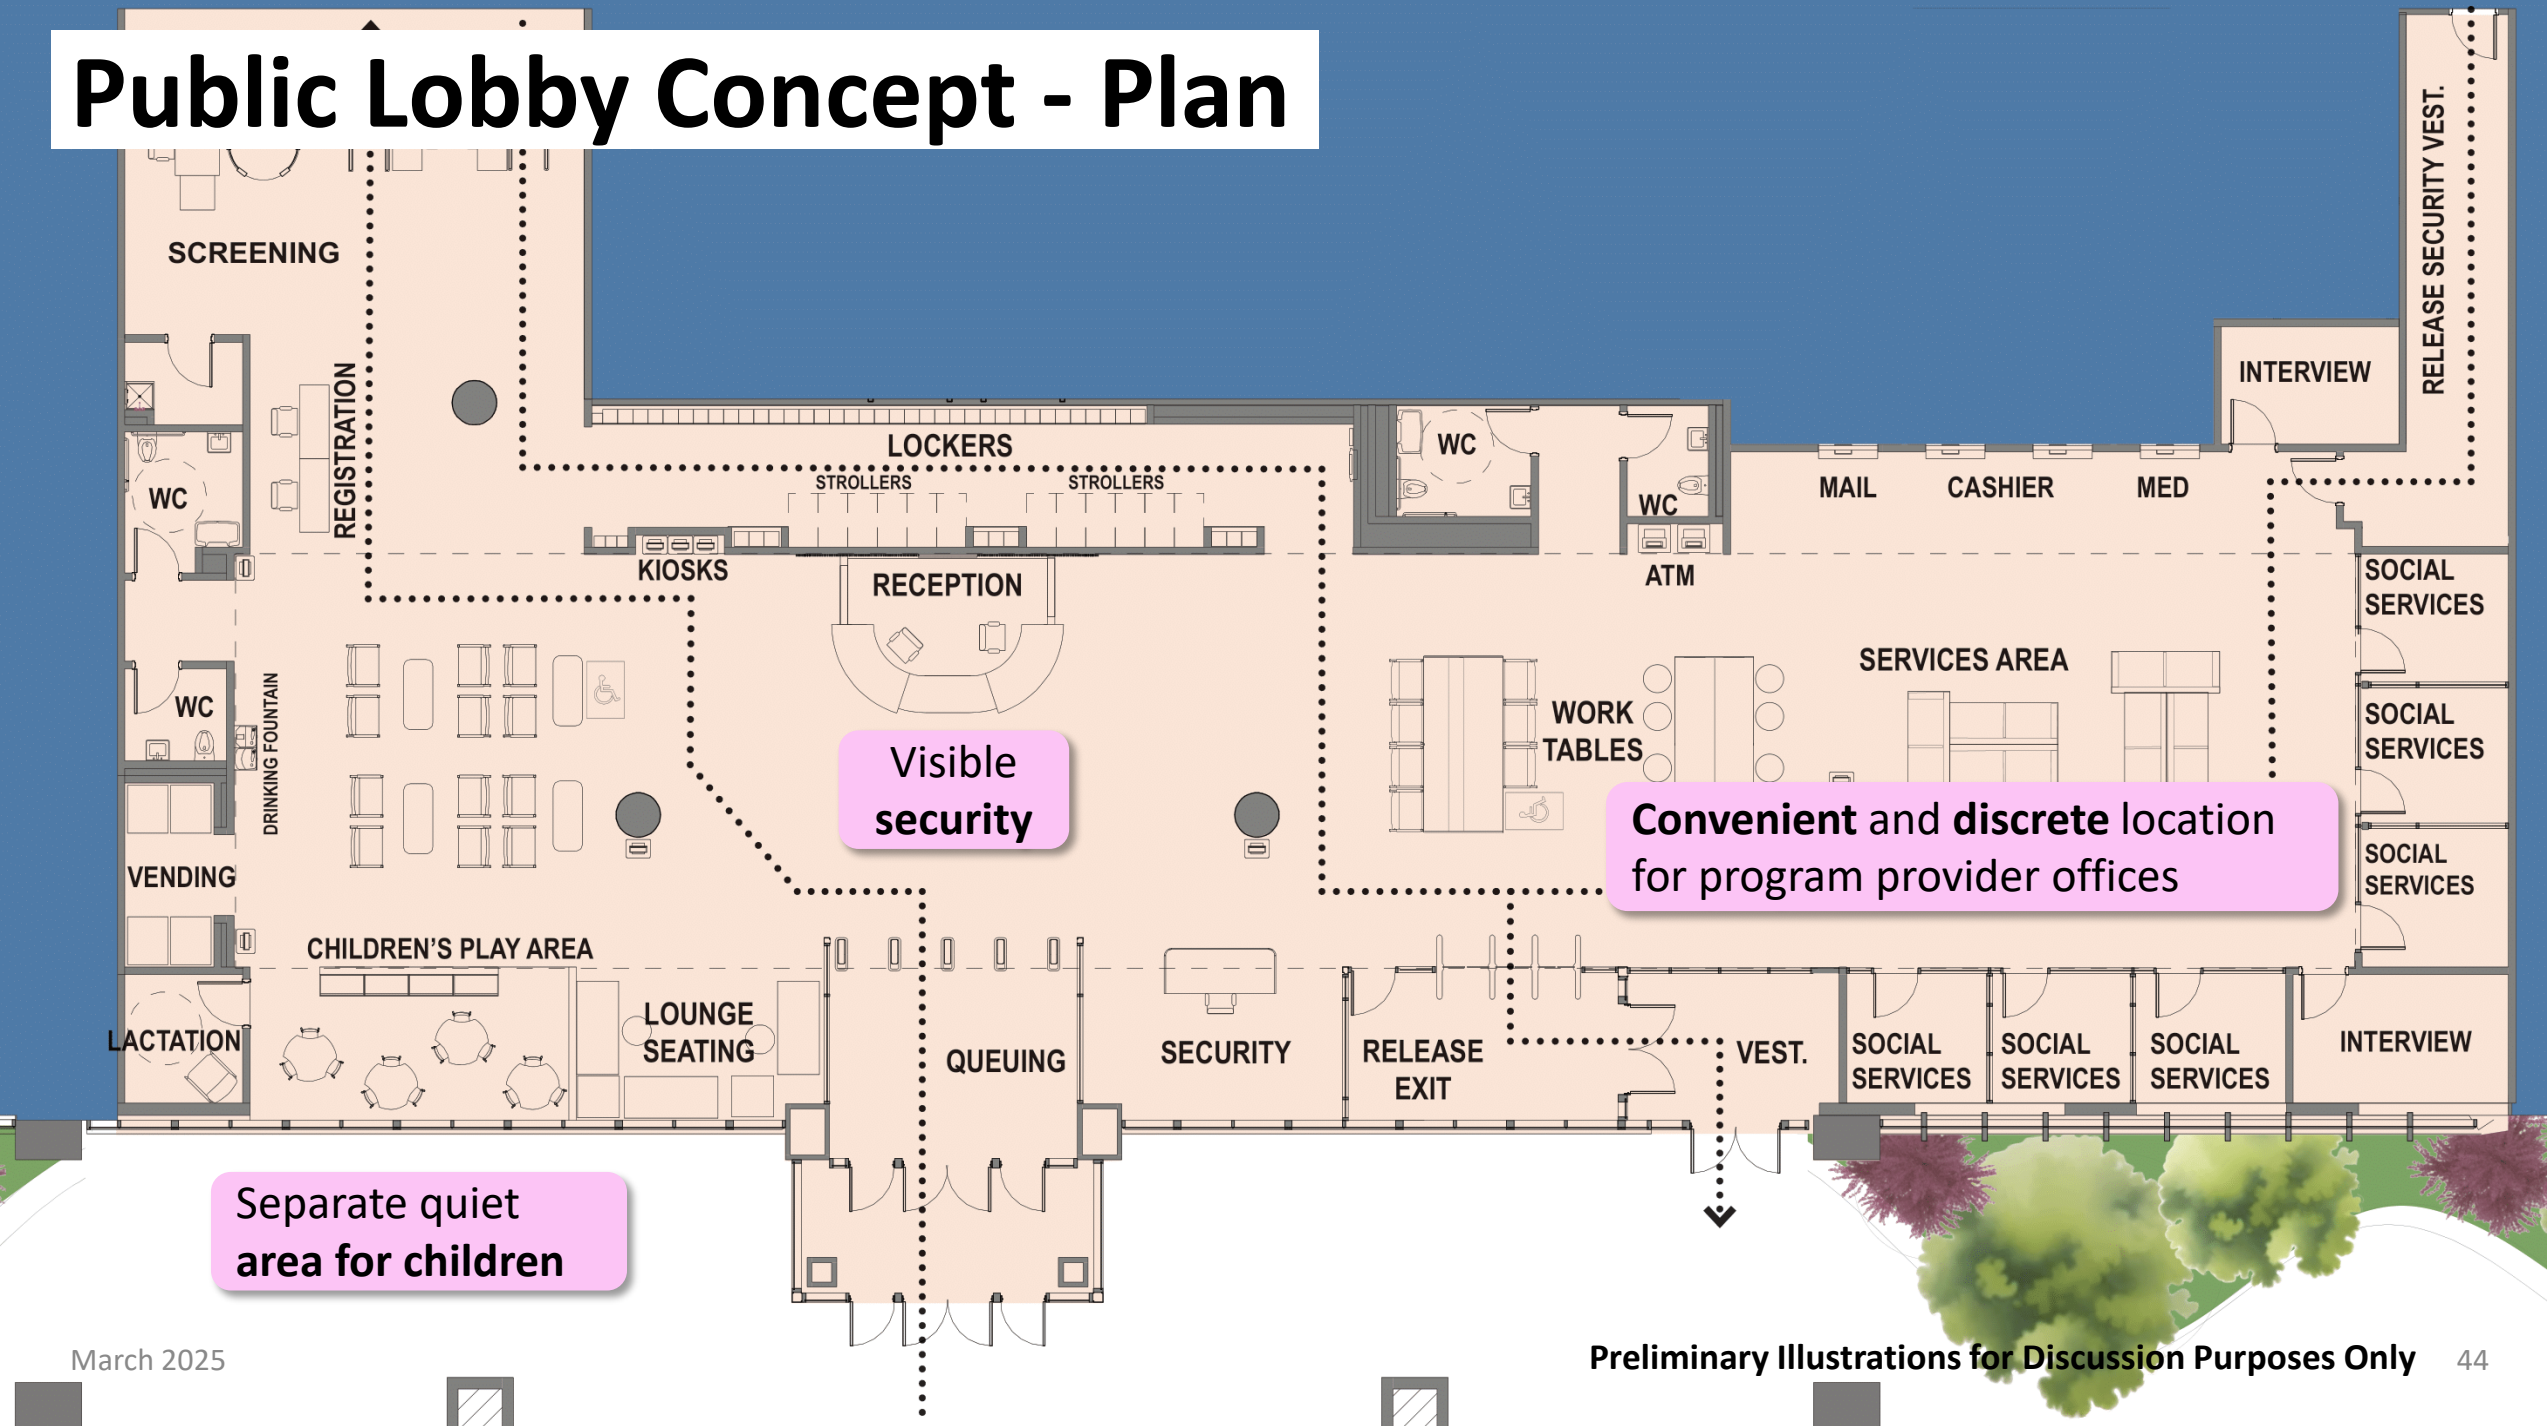 Public Lobby Concept - Plan
SCREENING
REGISTRATION
WC
WC
DRINKING FOUNTAIN
VENDING
LACTATION
CHILDREN'S PLAY AREA
LOUNGE
SEATING
LOCKERS
STROLLERS
STROLLERS
KIOSKS
RECEPTION
Visible
security
QUEUING
SECURITY
RELEASE
EXIT
VEST.
WC
WC
ATM
WORK
TABLES
SERVICES AREA
MAIL
CASHIER
MED
INTERVIEW
RELEASE SECURITY VEST.
SOCIAL
SERVICES
SOCIAL
SERVICES
SOCIAL
SERVICES
Convenient and discrete location
for program provider offices
SOCIAL
SERVICES
SOCIAL
SERVICES
SOCIAL
SERVICES
INTERVIEW
Separate quiet
area for children
March 2025
Preliminary Illustrations for Discussion Purposes Only
44